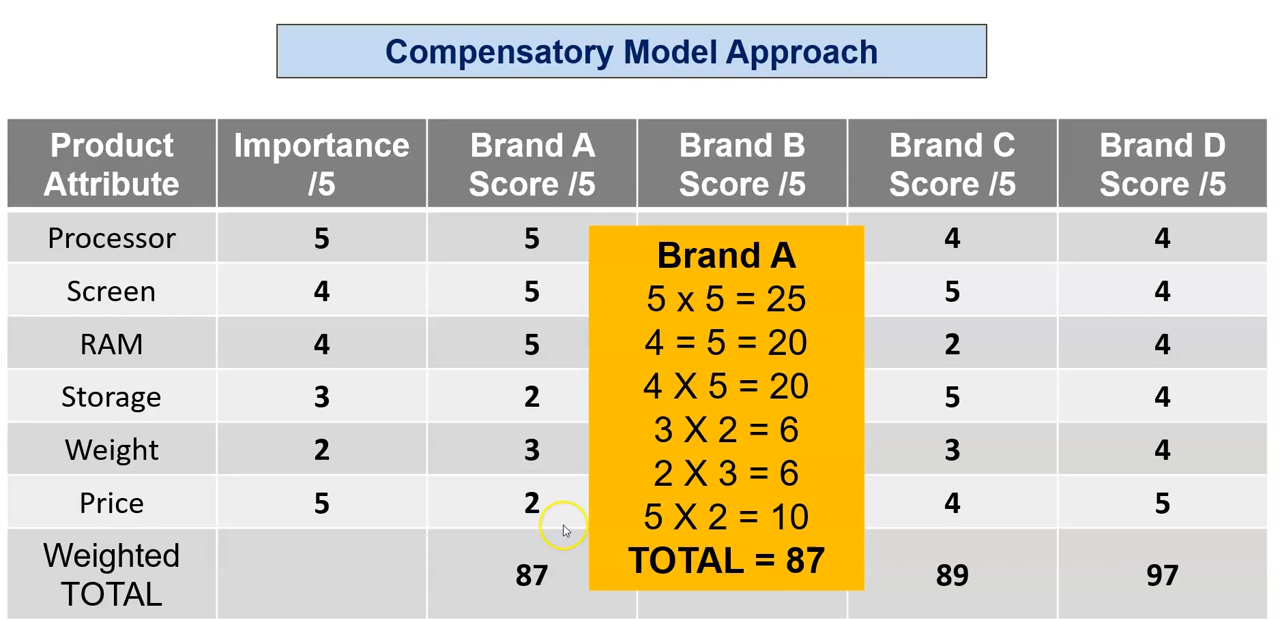 Compensatory Model Approach
Product Attribute Importance /5 Brand A Score /5 Brand B Score /5 Brand C Score /5 Brand D Score /5
Processor 5 5 4 4
Screen 4 5 5 4
RAM 4 5 2 4
Storage 3 2 5 4
Weight 2 3 3 4
Price 5 2 4 5
Weighted TOTAL 87 89 97
Brand A
5 x 5 = 25
4 = 5 = 20
4 X 5 = 20
3 X 2 = 6
2 X 3 = 6
5 X 2 = 10
TOTAL = 87